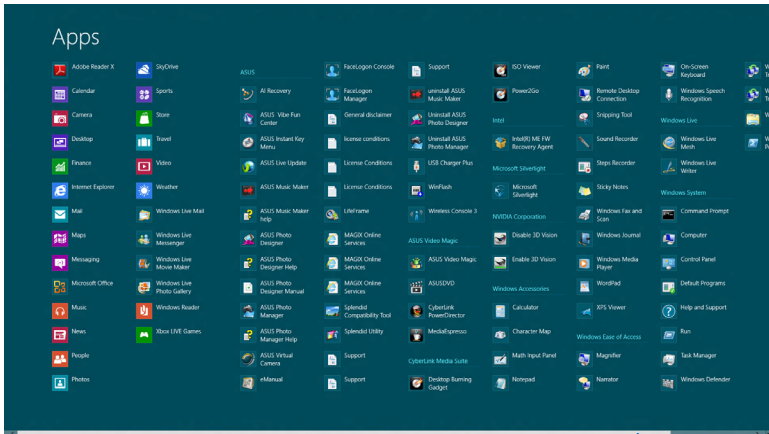 Apps
Adobe Reader X
Calendar
Camera
Desktop
Finance
Internet Explorer
Mail
Maps
Messaging
Microsoft Office
Music
News
People
Photos
SkyDrive
Sports
Store
Travel
Video
Weather
Windows Live Mail
Windows Live
Messenger
Windows Live
Movie Maker
Windows Live
Photo Gallery
Windows Reader
Xbox LIVE Games
ASUS
AI Recovery
ASUS Vibe Fun
Center
ASUS Instant Key
Menu
ASUS Live Update
ASUS Music Maker
ASUS Music Maker
help
ASUS Photo
Designer
ASUS Photo
Designer Help
ASUS Photo
Designer Manual
ASUS Photo
Manager
ASUS Photo
Manager Help
ASUS Virtual
Camera
eManual
FaceLogon Console
FaceLogon
Manager
General disclaimer
license conditions
License Conditions
License Conditions
LifeFrame
MAGIX Online
Services
MAGIX Online
Services
MAGIX Online
Services
Splendid
Compatibility Tool
Splendid Utility
Support
Support
Support
uninstall ASUS
Music Maker
Uninstall ASUS
Photo Designer
Uninstall ASUS
Photo Manager
USB Charger Plus
WinFlash
Wireless Console 3
ASUS Video Magic
ASUS Video Magic
ASUSDVD
CyberLink
PowerDirector
MediaEspresso
CyberLink Media Suite
Desktop Burning
Gadget
ISO Viewer
Power2Go
Intel
Intel(R) ME FW
Recovery Agent
Microsoft Silverlight
Microsoft
Silverlight
NVIDIA Corporation
Disable 3D Vision
Enable 3D Vision
Windows Accessories
Calculator
Character Map
Math Input Panel
Notepad
Paint
Remote Desktop
Connection
Snipping Tool
Sound Recorder
Steps Recorder
Sticky Notes
Windows Fax and
Scan
Windows Journal
Windows Media
Player
WordPad
XPS Viewer
Windows Ease of Access
Magnifier
Narrator
On-Screen
Keyboard
Windows Speech
Recognition
Windows Live
Windows Live
Mesh
Windows Live
Writer
Windows System
Command Prompt
Computer
Control Panel
Default Programs
Help and Support
Run
Task Manager
Windows Defender